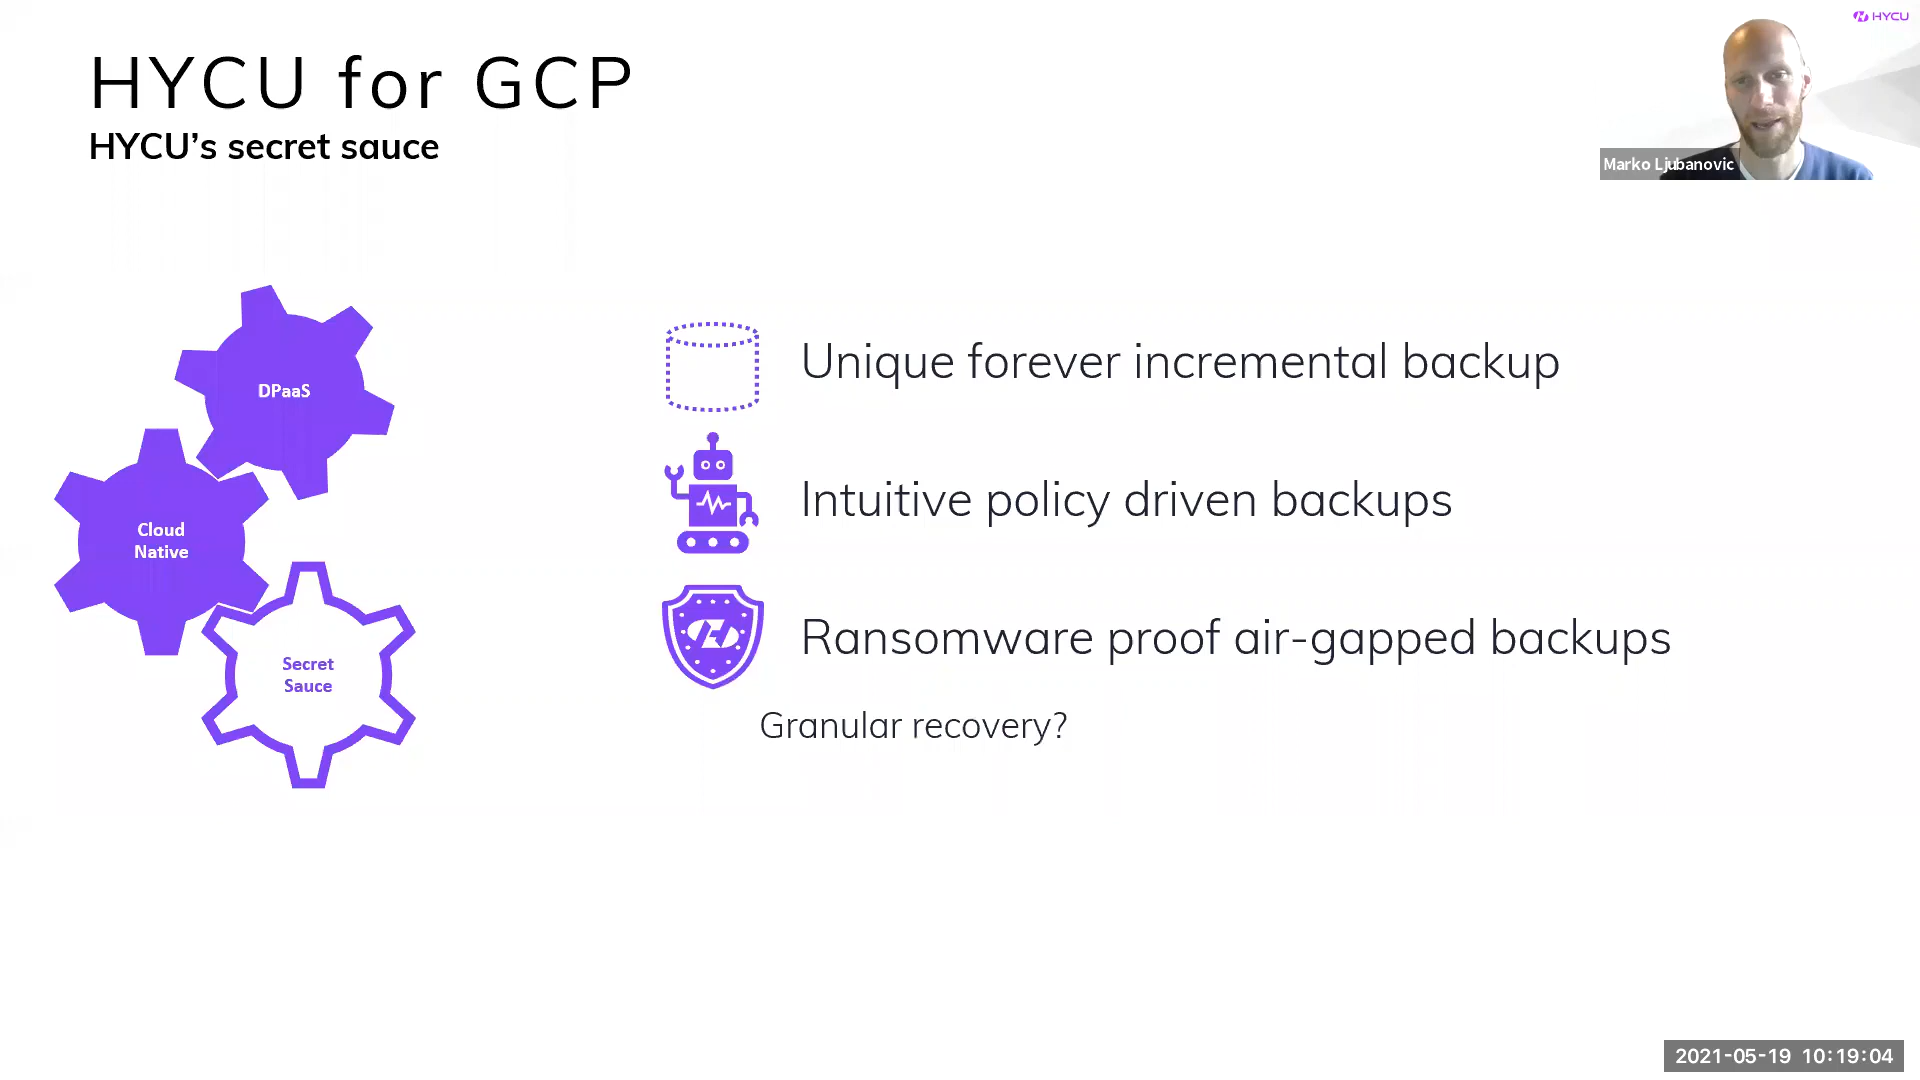 HYCU
HYCU for GCP
HYCU's secret sauce
Marko Ljubanovic
DPaaS
Cloud
Native
Secret
Sauce
Unique forever incremental backup
Intuitive policy driven backups
Ransomware proof air-gapped backups
Granular recovery?
2021-05-19 10:19:04